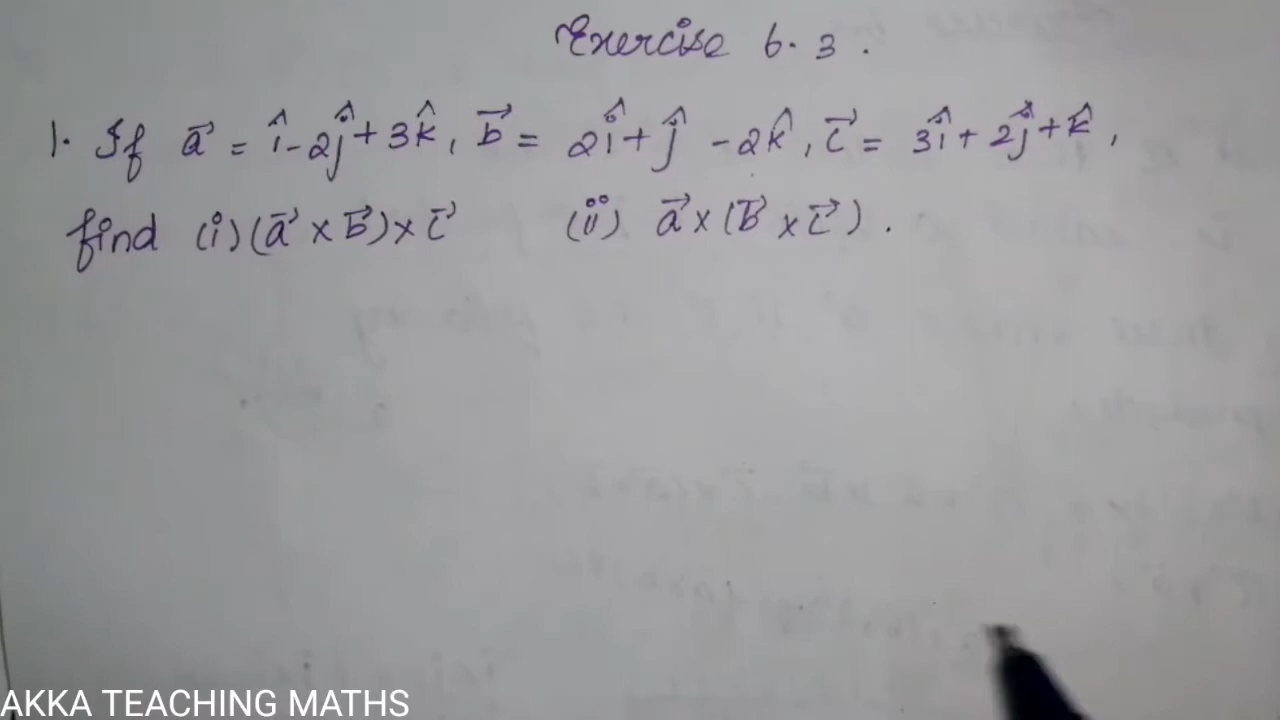 Exercise 6.3.
1. If a⃗ = î - 2ĵ + 3k̂, b⃗ = 2î + ĵ - 2k̂, c⃗ = 3î + 2ĵ + k̂,
find (i) (a⃗ × b⃗) × c⃗ (ii) a⃗ × (b⃗ × c⃗).
AKKA TEACHING MATHS